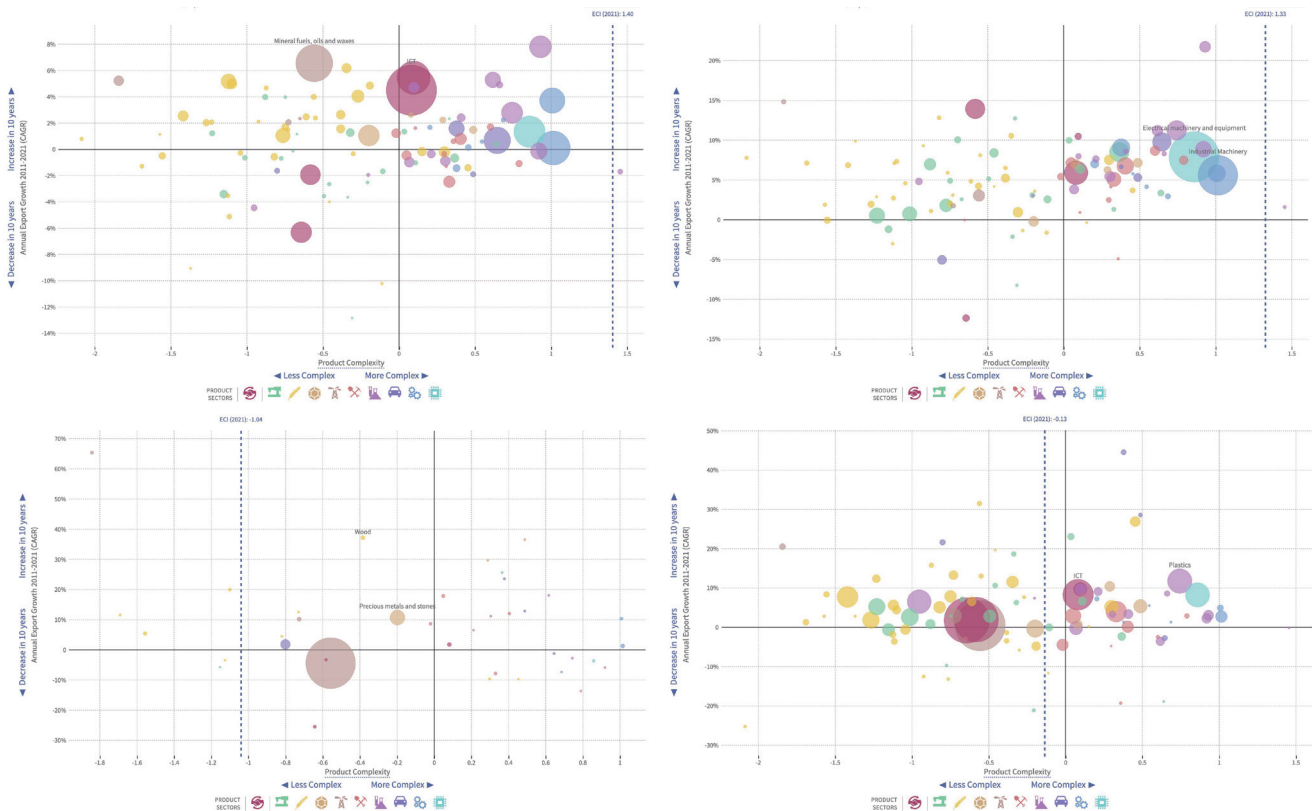 ECI (2021): 1.40
Mineral fuels, oils and waxes
ICT
8%
6%
4%
2%
0%
-2%
-4%
-6%
-8%
-10%
-12%
-14%
◄ Decrease in 10 years Increase in 10 years ►
Annual Export Growth 2011-2021 (CAGR)
-2 -1.5 -1 -0.5 0 0.5 1 1.5
Product Complexity
◄ Less Complex More Complex ►
PRODUCT SECTORS
ECI (2021): 1.33
Electrical machinery and equipment
Industrial Machinery
20%
15%
10%
5%
0%
-5%
-10%
-15%
◄ Decrease in 10 years Increase in 10 years ►
Annual Export Growth 2011-2021 (CAGR)
-2 -1.5 -1 -0.5 0 0.5 1 1.5
Product Complexity
◄ Less Complex More Complex ►
PRODUCT SECTORS
ECI (2021): -1.04
Wood
Precious metals and stones
70%
60%
50%
40%
30%
20%
10%
0%
-10%
-20%
-30%
◄ Decrease in 10 years Increase in 10 years ►
Annual Export Growth 2011-2021 (CAGR)
-1.8 -1.6 -1.4 -1.2 -1 -0.8 -0.6 -0.4 -0.2 0 0.2 0.4 0.6 0.8 1.0
Product Complexity
◄ Less Complex More Complex ►
PRODUCT SECTORS
ECI (2021): -0.13
ICT
Plastics
50%
40%
30%
20%
10%
0%
-10%
-20%
-30%
◄ Decrease in 10 years Increase in 10 years ►
Annual Export Growth 2011-2021 (CAGR)
-2 -1.5 -1 -0.5 0 0.5 1 1.5
Product Complexity
◄ Less Complex More Complex ►
PRODUCT SECTORS